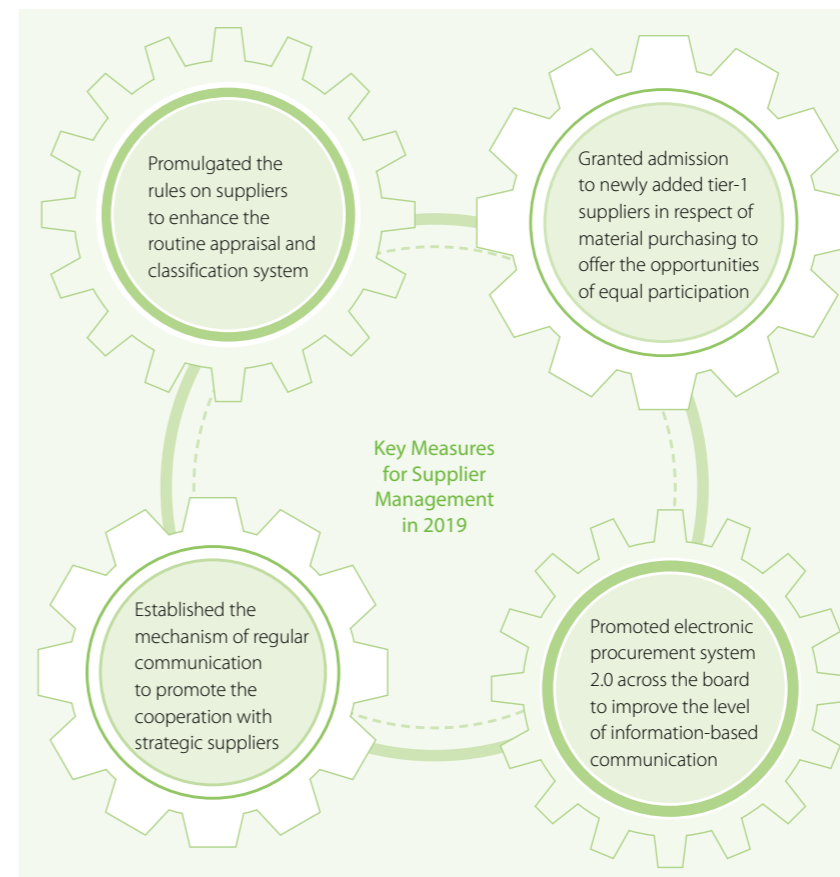 Promulgated the
rules on suppliers
to enhance the
routine appraisal and
classification system
Granted admission
to newly added tier-1
suppliers in respect of
material purchasing to
offer the opportunities
of equal participation
Key Measures
for Supplier
Management
in 2019
Established the
mechanism of regular
communication
to promote the
cooperation with
strategic suppliers
Promoted electronic
procurement system
2.0 across the board
to improve the level
of information-based
communication